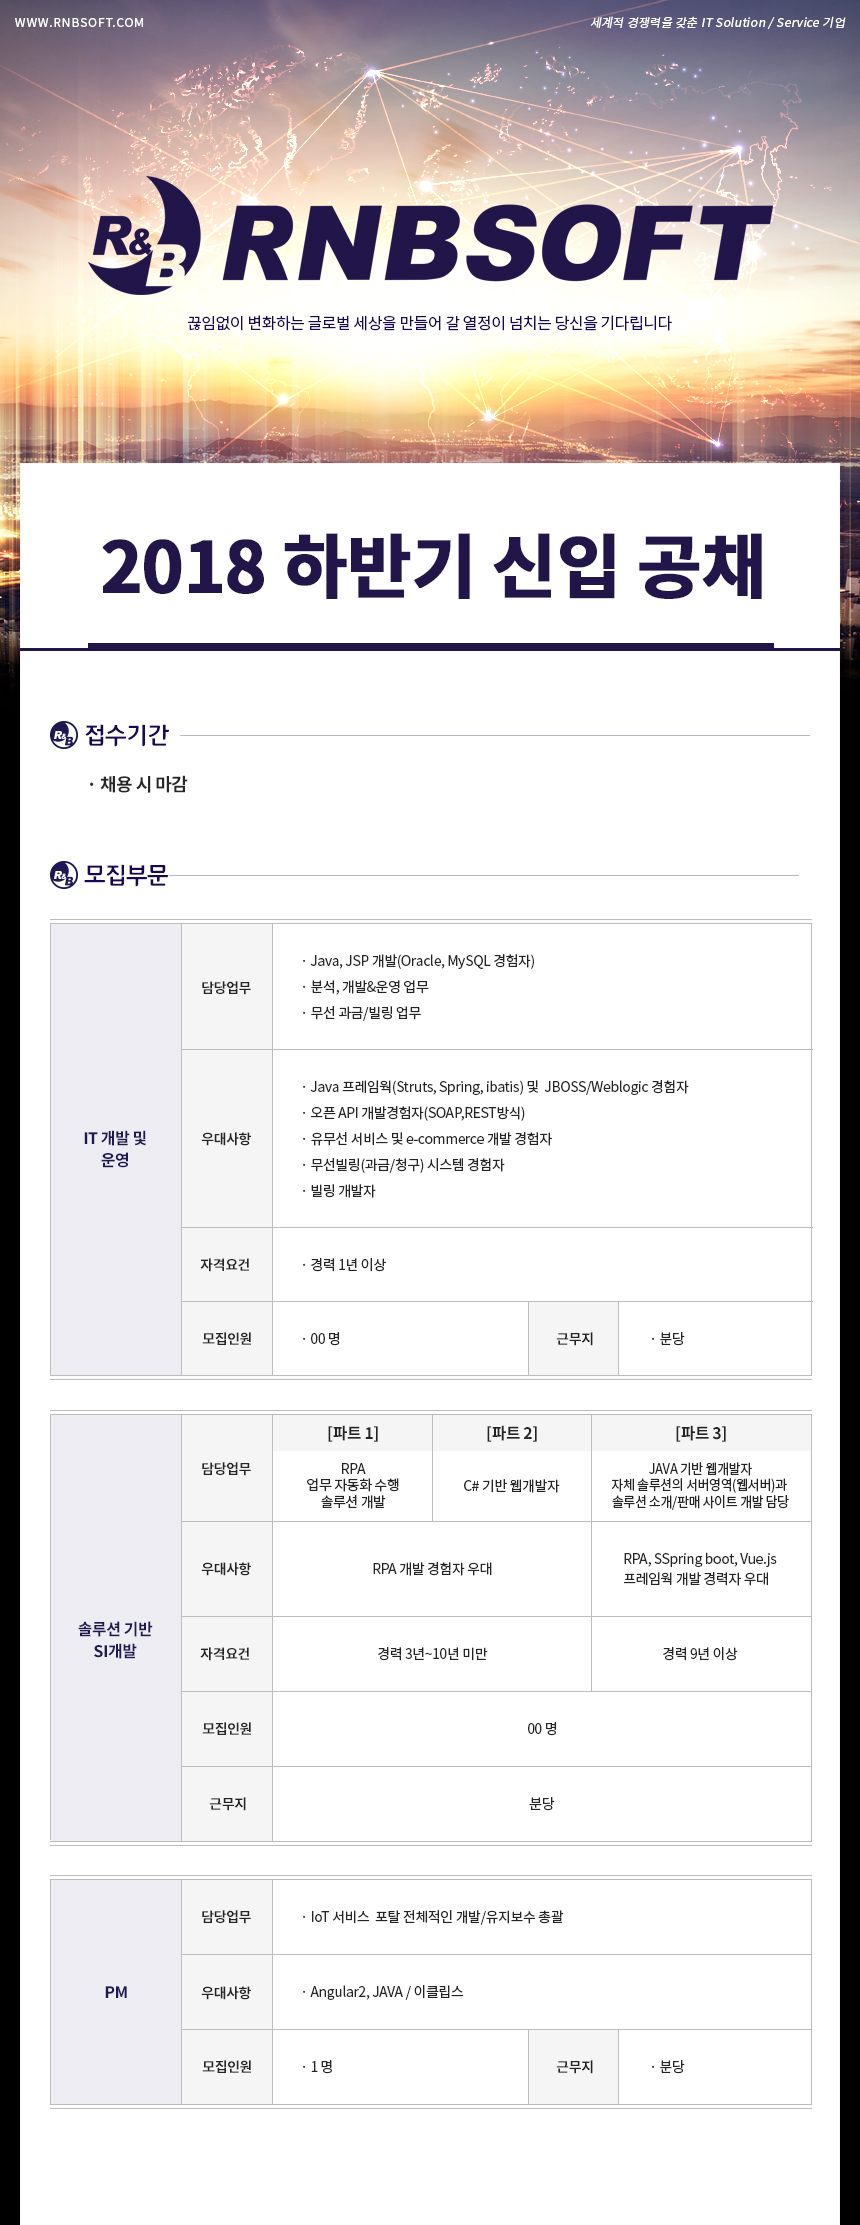 WWW.RNBSOFT.COM
세계적 경쟁력을 갖춘 IT Solution / Service 기업
R&B RNBSOFT
끊임없이 변화하는 글로벌 세상을 만들어 갈 열정이 넘치는 당신을 기다립니다
2018 하반기 신입 공채
R&B 접수기간
· 채용 시 마감
R&B 모집부문
IT 개발 및
운영
담당업무
· Java, JSP 개발(Oracle, MySQL 경험자)
· 분석, 개발&운영 업무
· 무선 과금/빌링 업무
우대사항
· Java 프레임웍(Struts, Spring, ibatis) 및 JBOSS/Weblogic 경험자
· 오픈 API 개발경험자(SOAP,REST방식)
· 유무선 서비스 및 e-commerce 개발 경험자
· 무선빌링(과금/청구) 시스템 경험자
· 빌링 개발자
자격요건
· 경력 1년 이상
모집인원
· 00 명
근무지
· 분당
솔루션 기반
SI개발
담당업무
[파트 1]
RPA
업무 자동화 수행
솔루션 개발
[파트 2]
C# 기반 웹개발자
[파트 3]
JAVA 기반 웹개발자
자체 솔루션의 서버영역(웹서버)과
솔루션 소개/판매 사이트 개발 담당
우대사항
RPA 개발 경험자 우대
RPA, SSpring boot, Vue.js
프레임웍 개발 경력자 우대
자격요건
경력 3년~10년 미만
경력 9년 이상
모집인원
00 명
근무지
분당
PM
담당업무
· IoT 서비스 포탈 전체적인 개발/유지보수 총괄
우대사항
· Angular2, JAVA / 이클립스
모집인원
· 1 명
근무지
· 분당